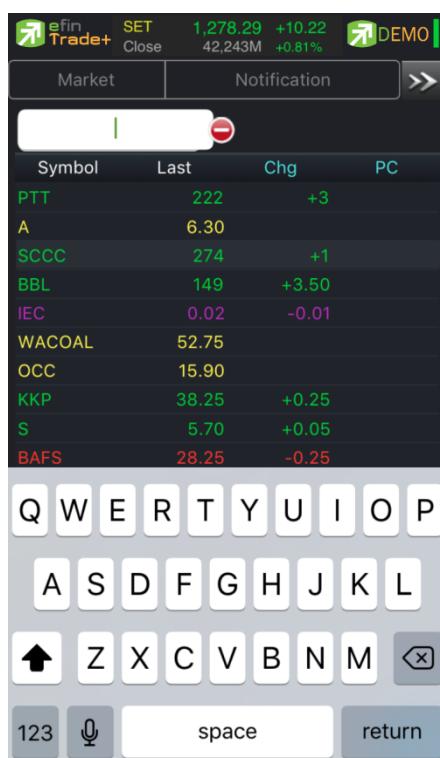 efin Trade+ SET 1,278.29 +10.22 DEMO
Close 42,243M +0.81%
Market Notification >>
Symbol Last Chg PC
PTT 222 +3
A 6.30
SCCC 274 +1
BBL 149 +3.50
IEC 0.02 -0.01
WACOAL 52.75
OCC 15.90
KKP 38.25 +0.25
S 5.70 +0.05
BAFS 28.25 -0.25
Q W E R T Y U I O P
A S D F G H J K L
Z X C V B N M
123 space return